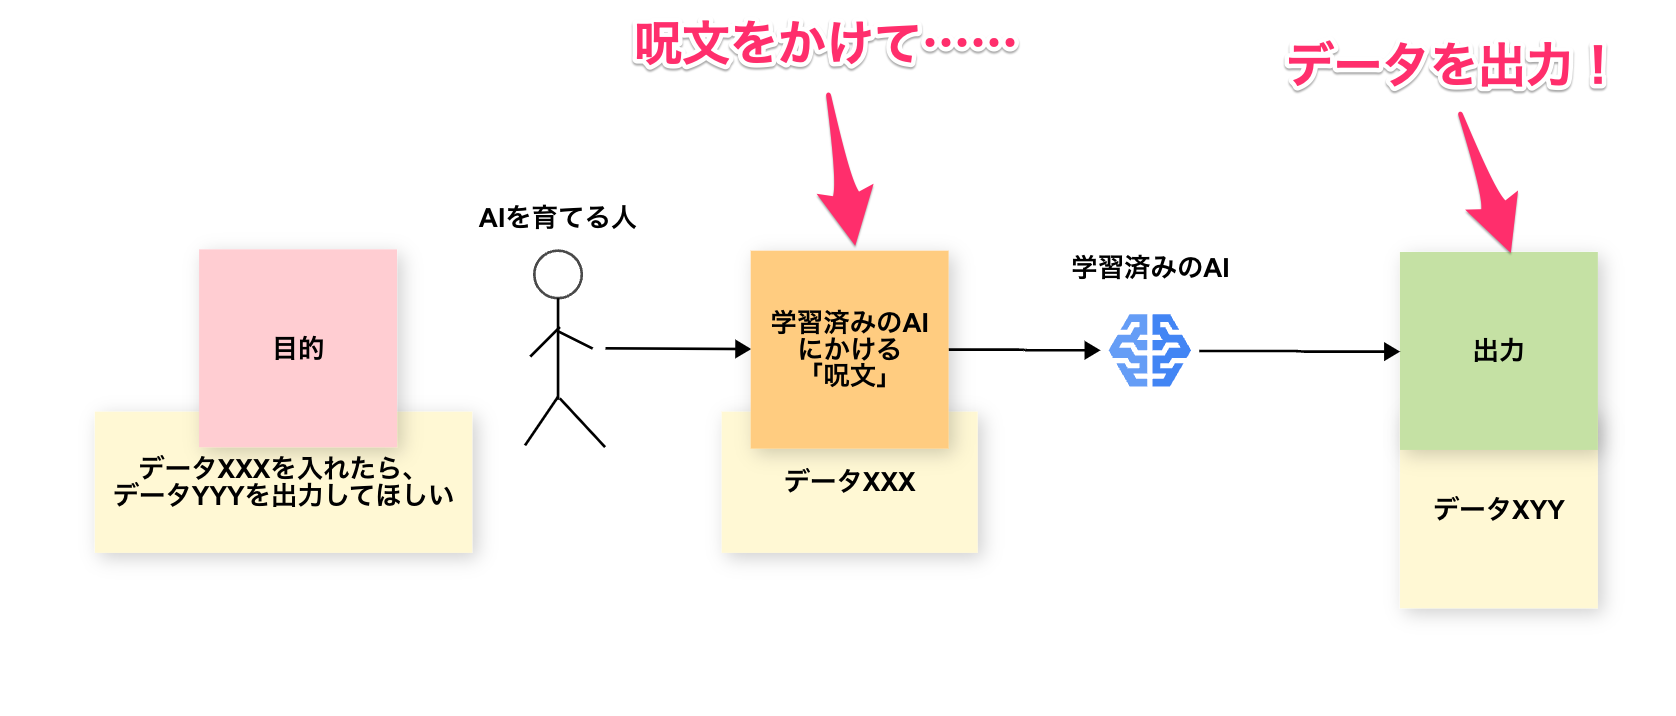 呪文をかけて……
データを出力！
AIを育てる人
学習済みのAI
目的
学習済みのAI
にかける
「呪文」
出力
データXXXを入れたら、
データYYYを出力してほしい
データXXX
データXYY